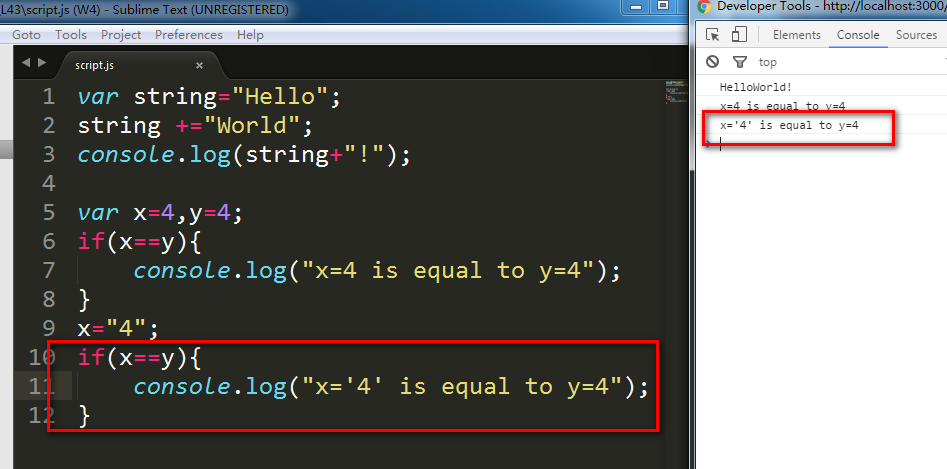 L43\script.js (W4) - Sublime Text (UNREGISTERED)
Goto Tools Project Preferences Help
script.js ×
1 var string="Hello";
2 string +="World";
3 console.log(string+"!");
4
5 var x=4,y=4;
6 if(x==y){
7 console.log("x=4 is equal to y=4");
8 }
9 x="4";
10 if(x==y){
11 console.log("x='4' is equal to y=4");
12 }
Developer Tools - http://localhost:3000/
Elements Console Sources
top
HelloWorld!
x=4 is equal to y=4
x='4' is equal to y=4
>